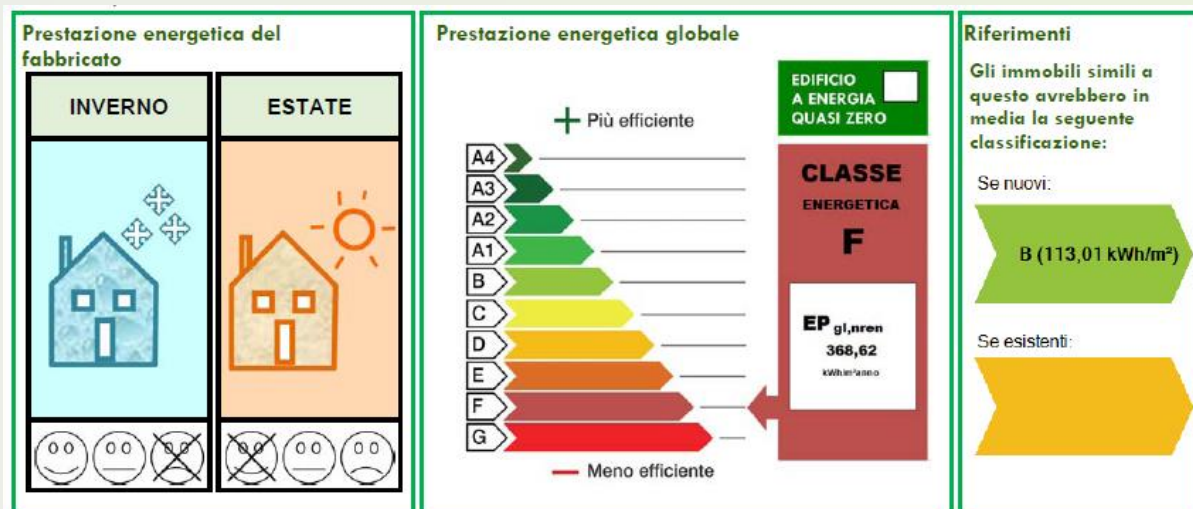 Prestazione energetica del
fabbricato
INVERNO
ESTATE
Prestazione energetica globale
Più efficiente
A4
A3
A2
A1
B
C
D
E
F
G
Meno efficiente
EDIFICIO
A ENERGIA
QUASI ZERO
CLASSE
ENERGETICA
F
EP gl,nren
368,62
kWh/m²anno
Riferimenti
Gli immobili simili a
questo avrebbero in
media la seguente
classificazione:
Se nuovi:
B (113,01 kWh/m²)
Se esistenti: